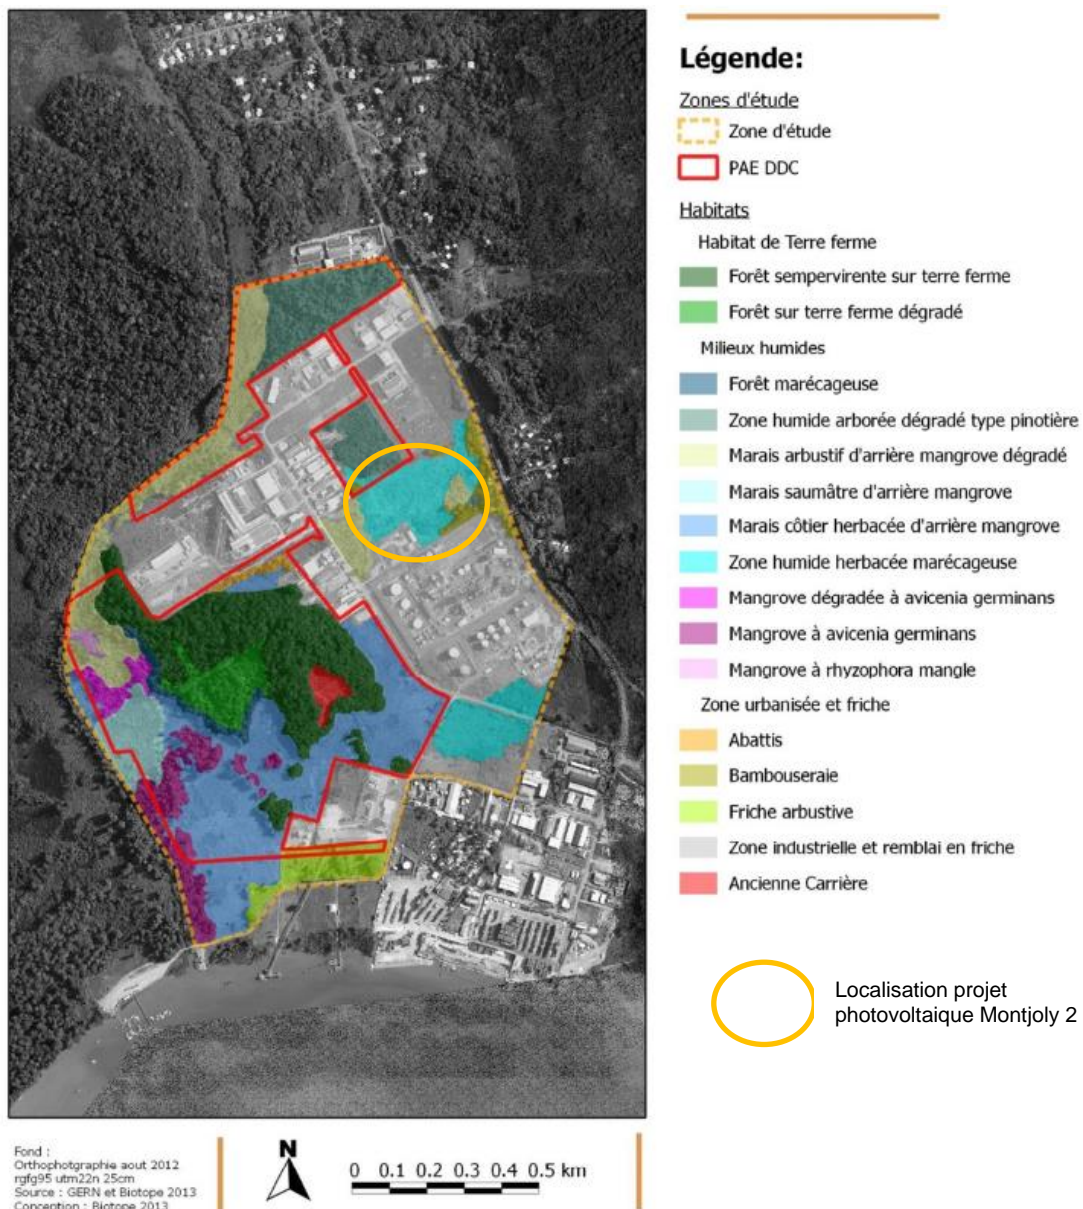 Légende:
Zones d'étude
Zone d'étude
PAE DDC
Habitats
Habitat de Terre ferme
Forêt sempervirente sur terre ferme
Forêt sur terre ferme dégradé
Milieux humides
Forêt marécageuse
Zone humide arborée dégradé type pinotière
Marais arbustif d'arrière mangrove dégradé
Marais saumâtre d'arrière mangrove
Marais côtier herbacée d'arrière mangrove
Zone humide herbacée marécageuse
Mangrove dégradée à avicenia germinans
Mangrove à avicenia germinans
Mangrove à rhyzophora mangle
Zone urbanisée et friche
Abattis
Bambouseraie
Friche arbustive
Zone industrielle et remblai en friche
Ancienne Carrière
Localisation projet
photovoltaique Montjoly 2
Fond :
Orthophotgraphie aout 2012
rgfg95 utm22n 25cm
Source : GERN et Biotope 2013
Conception : Biotope 2013
N
0 0.1 0.2 0.3 0.4 0.5 km